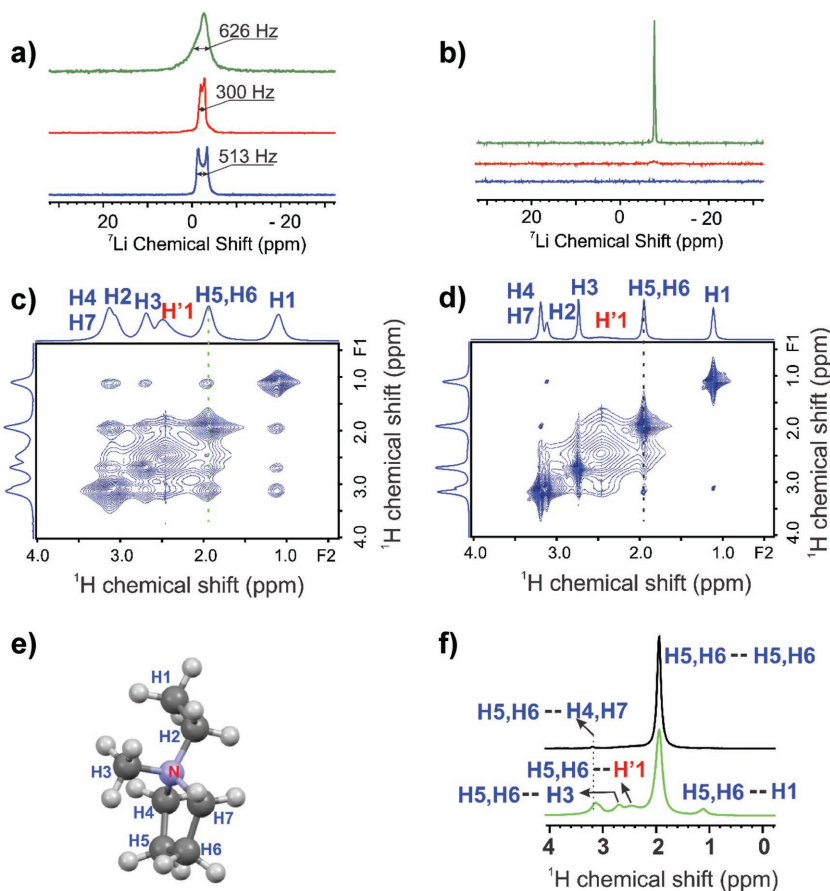 a)
626 Hz
300 Hz
513 Hz
20
0
- 20
⁷Li Chemical Shift (ppm)
b)
20
0
- 20
⁷Li Chemical Shift (ppm)
c)
H4 H2 H3 H'1 H5,H6 H1
H7
F1
1.0
2.0
3.0
4.0
¹H chemical shift (ppm)
4.0 3.0 2.0 1.0 F2
¹H chemical shift (ppm)
d)
H4 H2 H3 H'1 H5,H6 H1
H7
F1
1.0
2.0
3.0
4.0
¹H chemical shift (ppm)
4.0 3.0 2.0 1.0 F2
¹H chemical shift (ppm)
e)
H1
H2
H3
N
H4
H7
H5
H6
f)
H5,H6 -- H5,H6
H5,H6 -- H4,H7
H5,H6 -- H'1
H5,H6 -- H3
H5,H6 -- H1
4 3 2 1 0
¹H chemical shift (ppm)